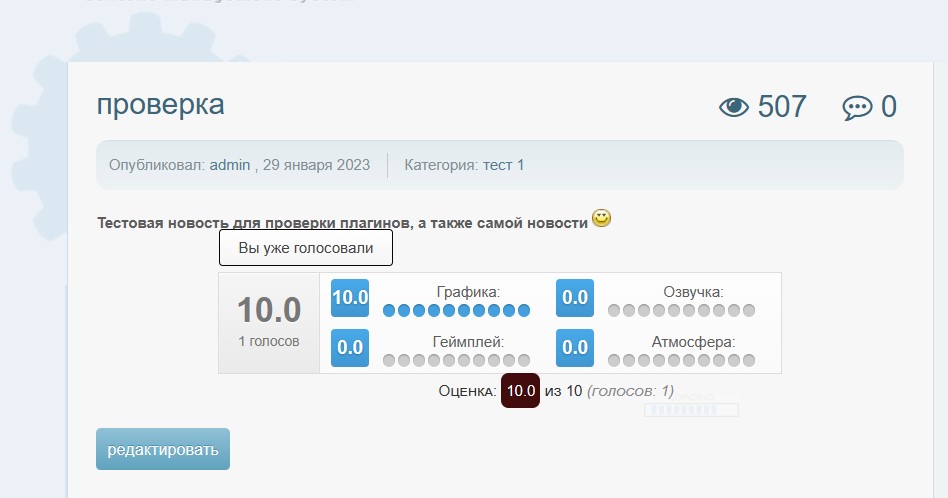 проверка
507
0
Опубликовал: admin , 29 января 2023
Категория: тест 1
Тестовая новость для проверки плагинов, а также самой новости
Вы уже голосовали
10.0
1 голосов
10.0
Графика:
0.0
Озвучка:
0.0
Геймплей:
0.0
Атмосфера:
Оценка: 10.0 из 10 (голосов: 1)
редактировать